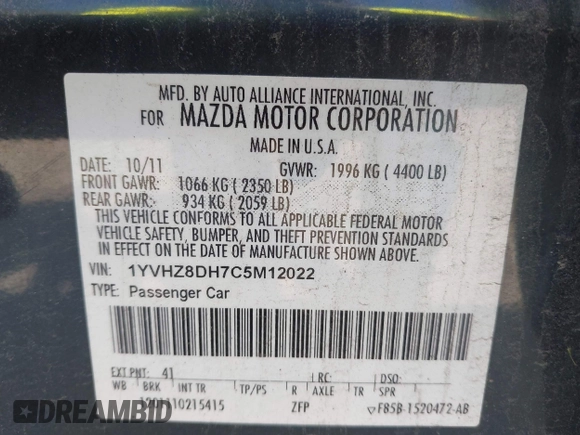 MFD. BY AUTO ALLIANCE INTERNATIONAL, INC.
FOR MAZDA MOTOR CORPORATION
MADE IN U.S.A.
DATE: 10/11 GVWR: 1996 KG ( 4400 LB)
FRONT GAWR: 1066 KG ( 2350 LB)
REAR GAWR: 934 KG ( 2059 LB)
THIS VEHICLE CONFORMS TO ALL APPLICABLE FEDERAL MOTOR
VEHICLE SAFETY, BUMPER, AND THEFT PREVENTION STANDARDS
IN EFFECT ON THE DATE OF MANUFACTURE SHOWN ABOVE.
VIN: 1YVHZ8DH7C5M12022
TYPE: Passenger Car
EXT PNT: 41 RC: DSO:
WB BRK INT TR TP/PS R AXLE TR SPR
ZFP F85B-1520472-AB
DREAMBID